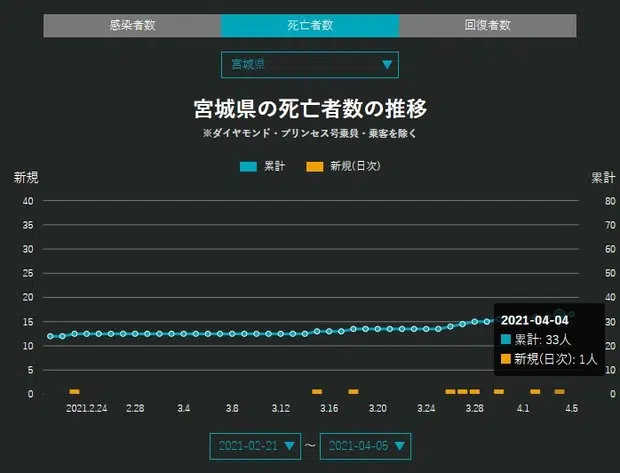 感染者数 死亡者数 回復者数
宮城県
宮城県の死亡者数の推移
※ダイヤモンド・プリンセス号乗員・乗客を除く
累計 新規(日次)
新規 累計
40 80
35 70
30 60
25 50
20 40
15 30
2021-04-04
累計: 33人
新規(日次): 1人
10 20
5 10
0 0
2021.2.24 2.28 3.4 3.8 3.12 3.16 3.20 3.24 3.28 4.1 4.5
2021-02-21 ～ 2021-04-05